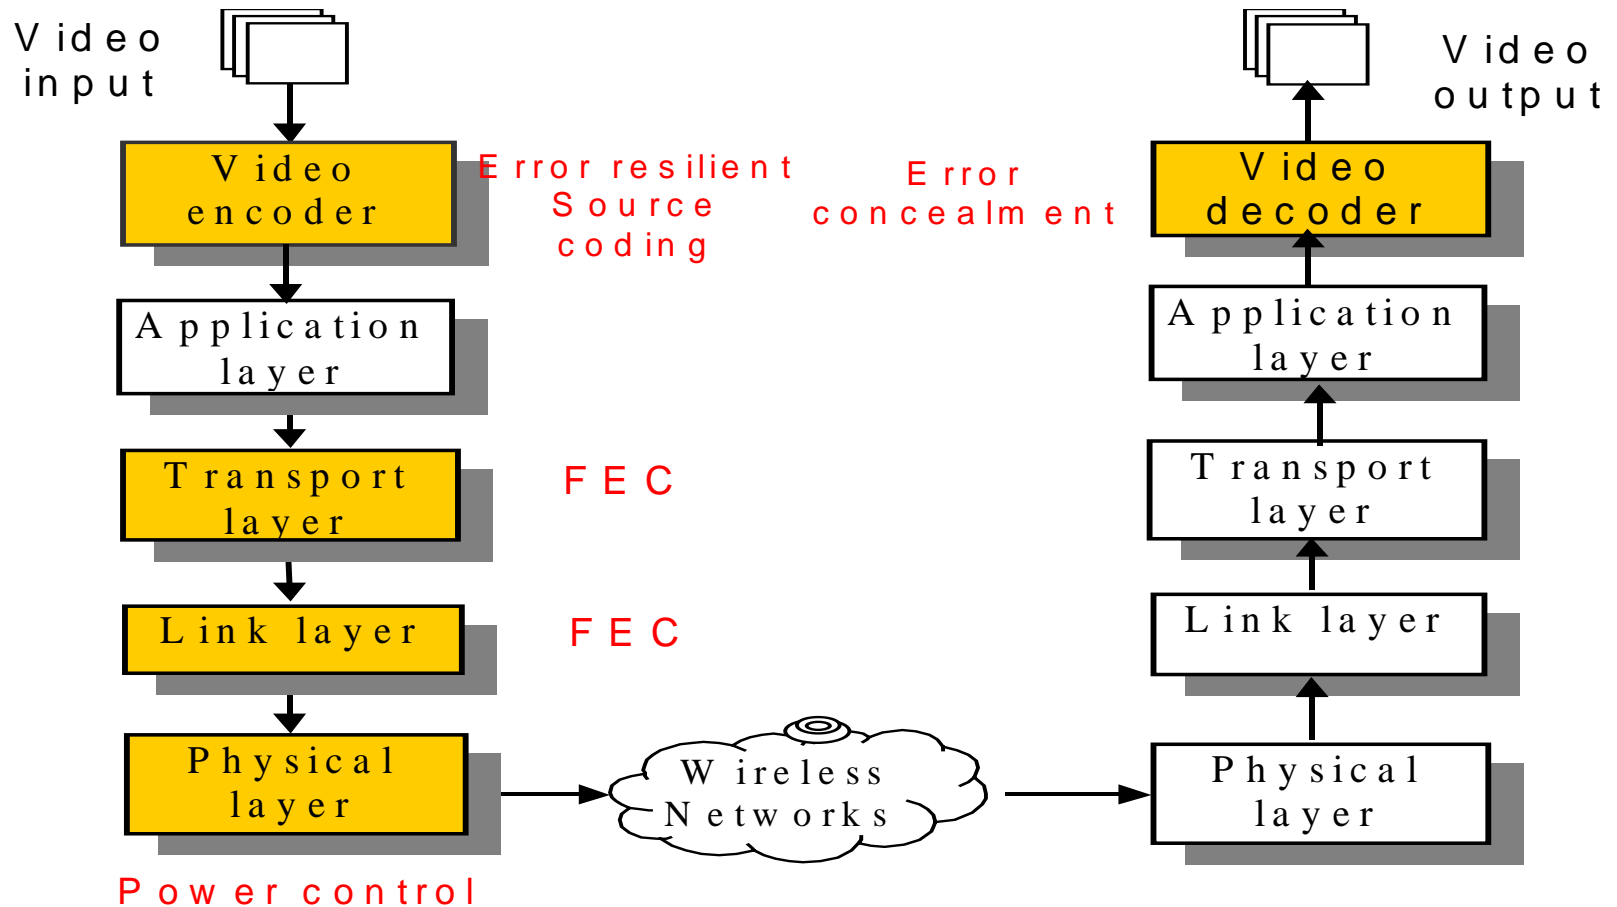 Video
input
Video
encoder
Error resilient
Source
coding
Application
layer
Transport
layer
FEC
Link layer
FEC
Physical
layer
Power control
Wireless
Networks
Video
output
Error
concealment
Video
decoder
Application
layer
Transport
layer
Link layer
Physical
layer